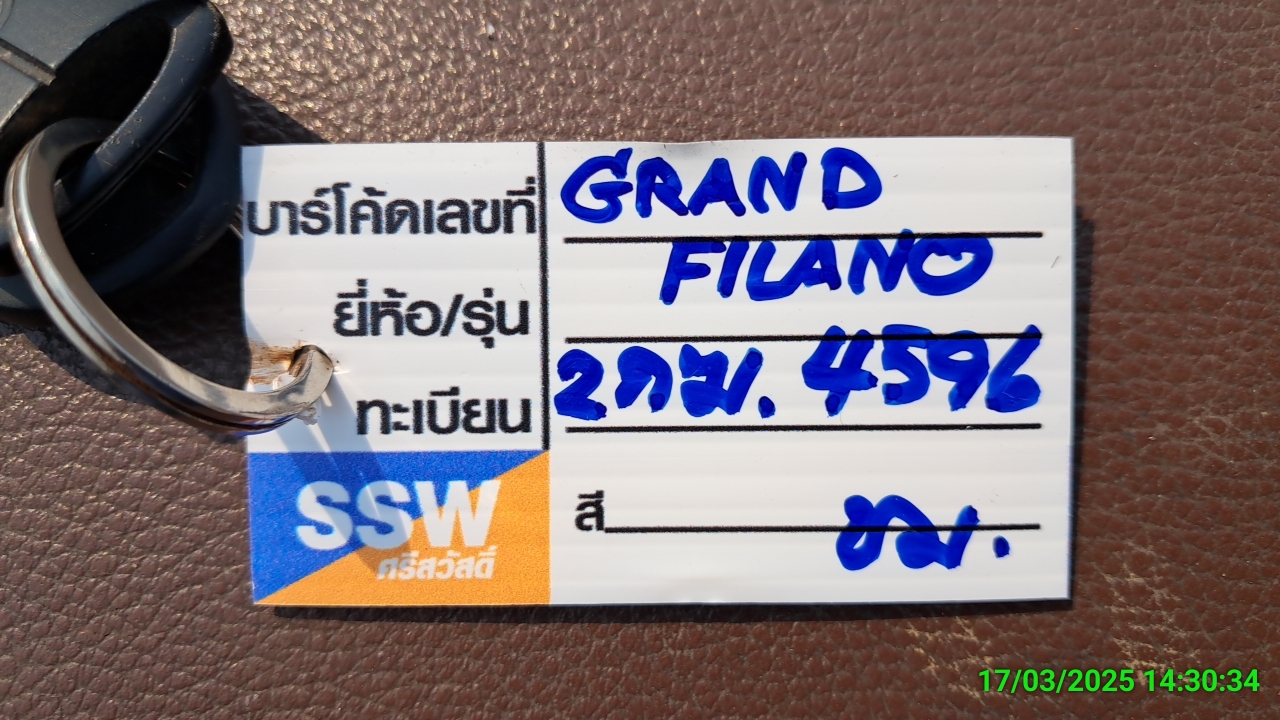 บาร์โค้ดเลขที่ GRAND
ยี่ห้อ/รุ่น FILANO
ทะเบียน 2กฆ. 4596
SSW
ศรีสวัสดิ์
สี ชม.
17/03/2025 14:30:34